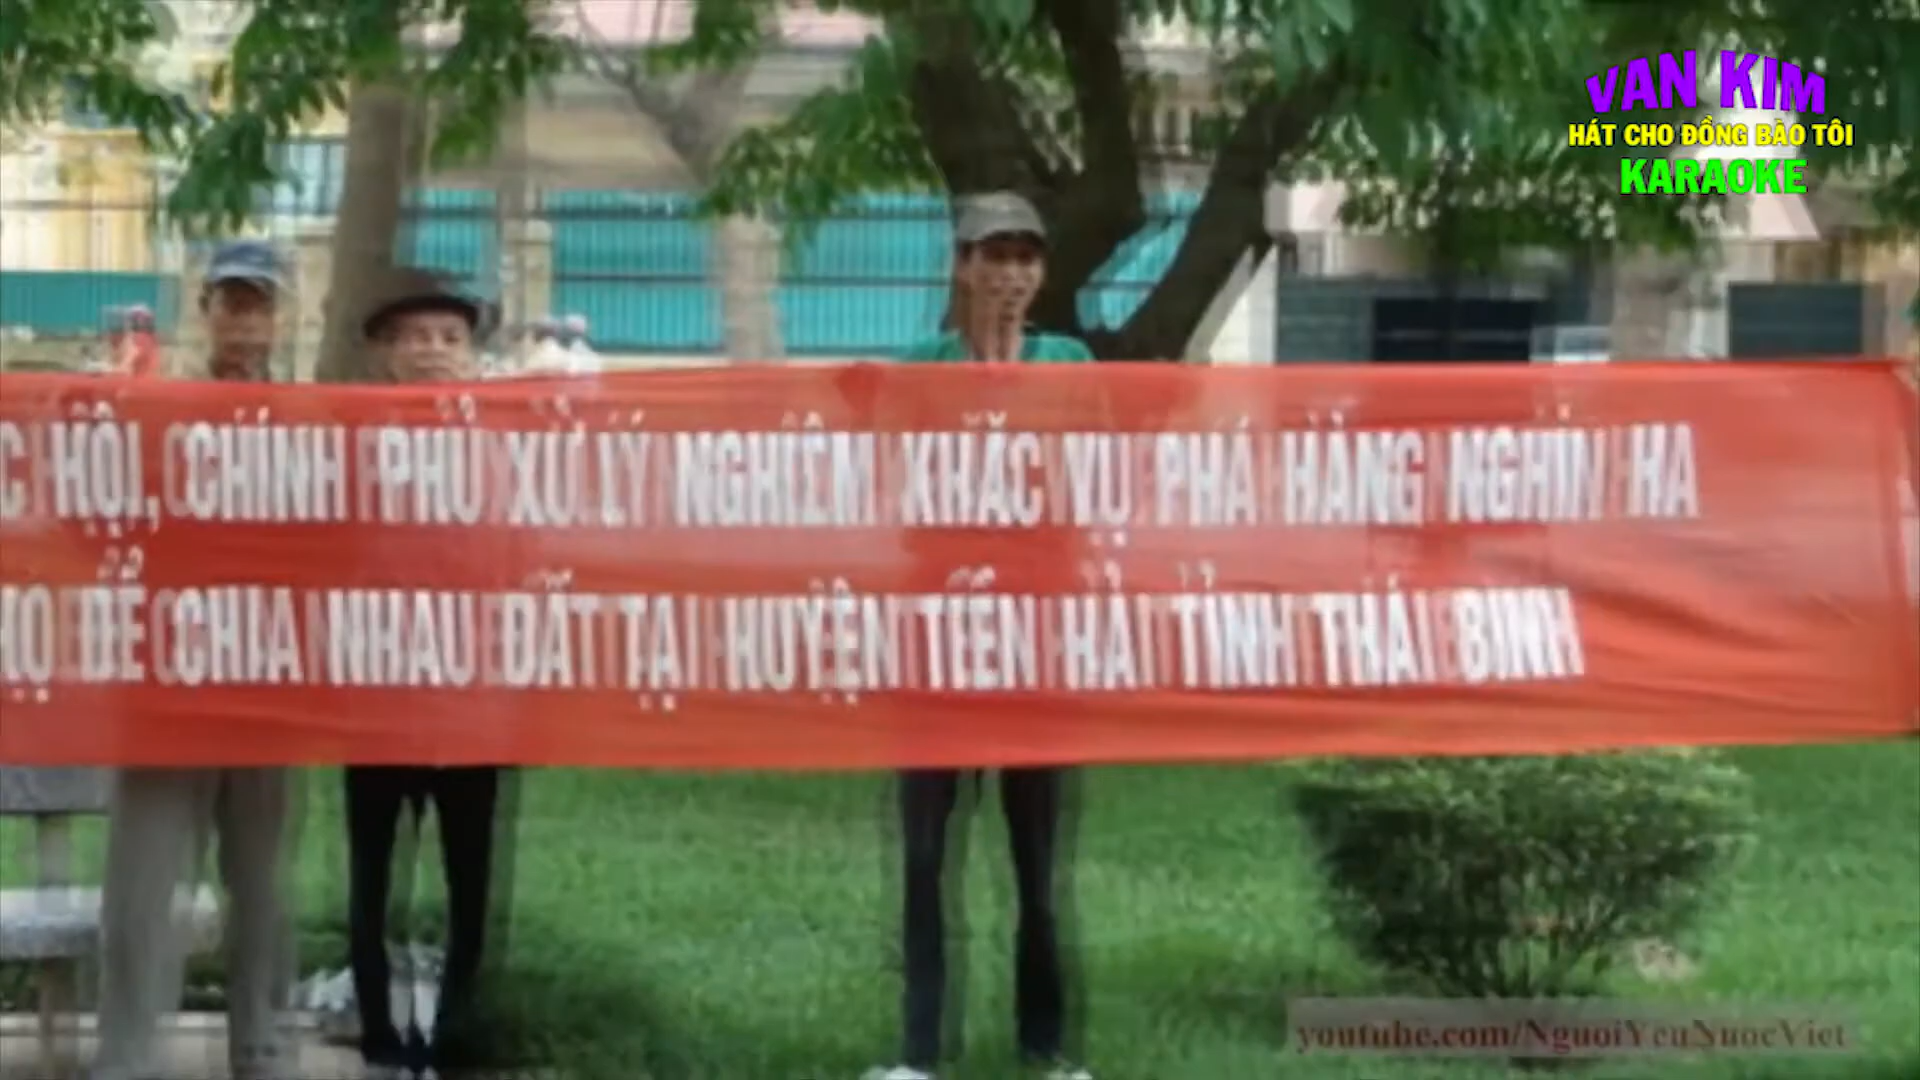 VAN KIM
HÁT CHO ĐỒNG BÀO TÔI
KARAOKE
HỘI, CHÍNH PHỦ XỬ LÝ NGHIÊM KHẮC VỤ PHÁ HÀNG NGHÌN HA
HỌ ĐỂ CHIA NHAU ĐẤT TẠI HUYỆN TIỀN HẢI TỈNH THÁI BÌNH
youtube.com/NguoiYeuNuocViet